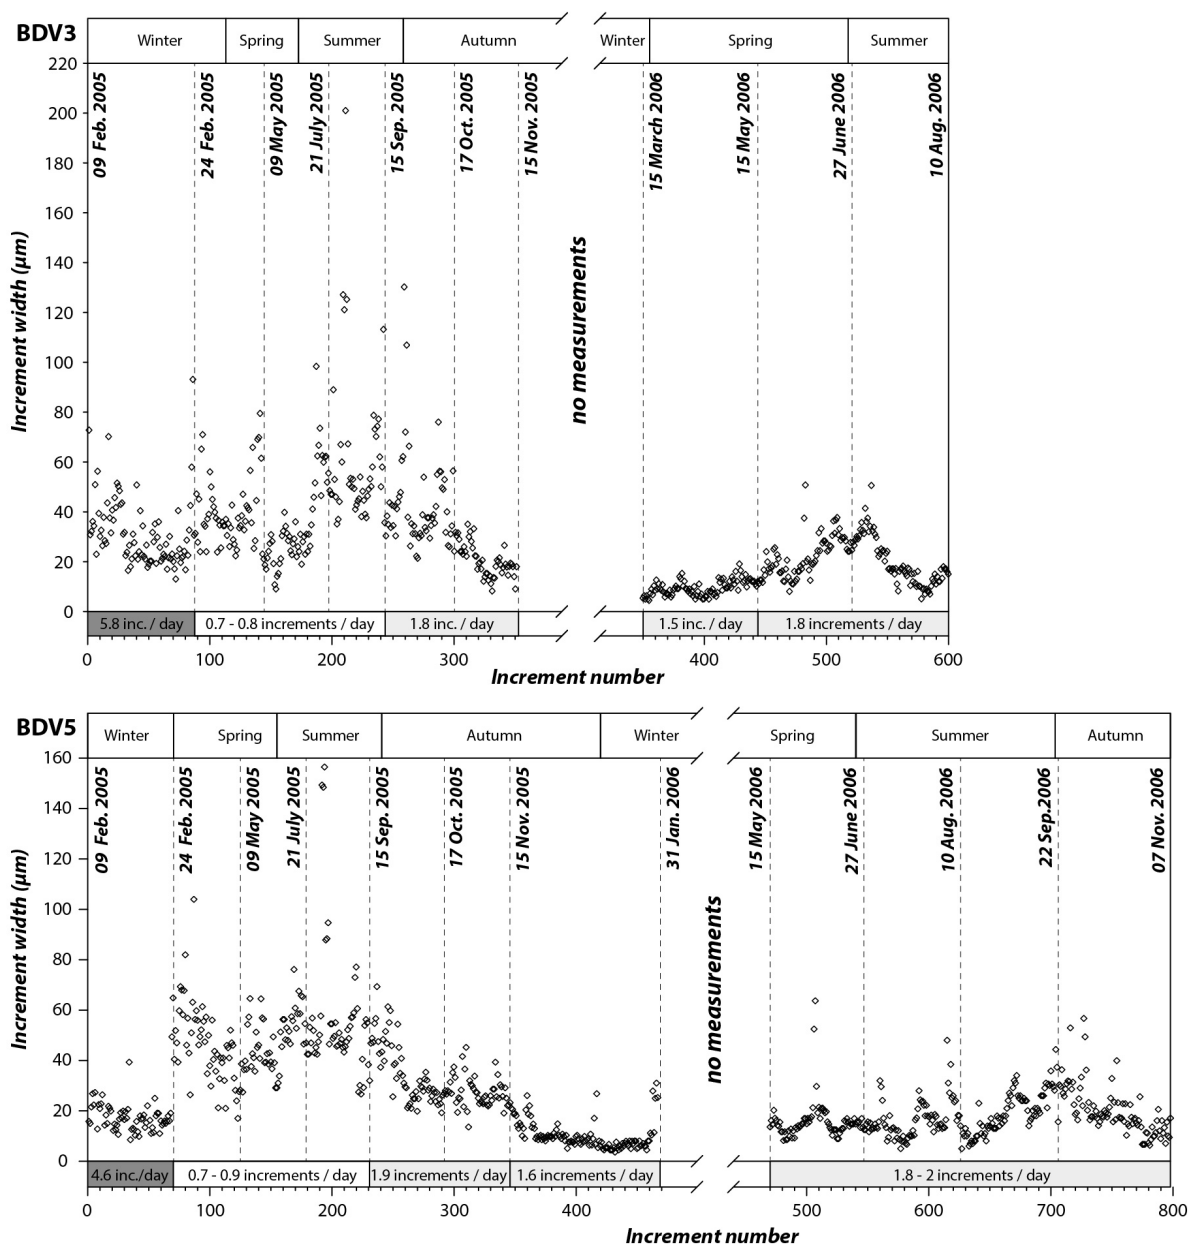 BDV3
Winter Spring Summer Autumn Winter Spring Summer
220
200
180
160
140
120
100
80
60
40
20
0
Increment width (µm)
09 Feb. 2005
24 Feb. 2005
09 May 2005
21 July 2005
15 Sep. 2005
17 Oct. 2005
15 Nov. 2005
no measurements
15 March 2006
15 May 2006
27 June 2006
10 Aug. 2006
5.8 inc. / day 0.7 - 0.8 increments / day 1.8 inc. / day 1.5 inc. / day 1.8 increments / day
0 100 200 300 400 500 600
Increment number
BDV5
Winter Spring Summer Autumn Winter Spring Summer Autumn
160
140
120
100
80
60
40
20
0
Increment width (µm)
09 Feb. 2005
24 Feb. 2005
09 May 2005
21 July 2005
15 Sep. 2005
17 Oct. 2005
15 Nov. 2005
31 Jan. 2006
no measurements
15 May 2006
27 June 2006
10 Aug. 2006
22 Sep.2006
07 Nov. 2006
4.6 inc./day 0.7 - 0.9 increments / day 1.9 increments / day 1.6 increments / day 1.8 - 2 increments / day
0 100 200 300 400 500 600 700 800
Increment number